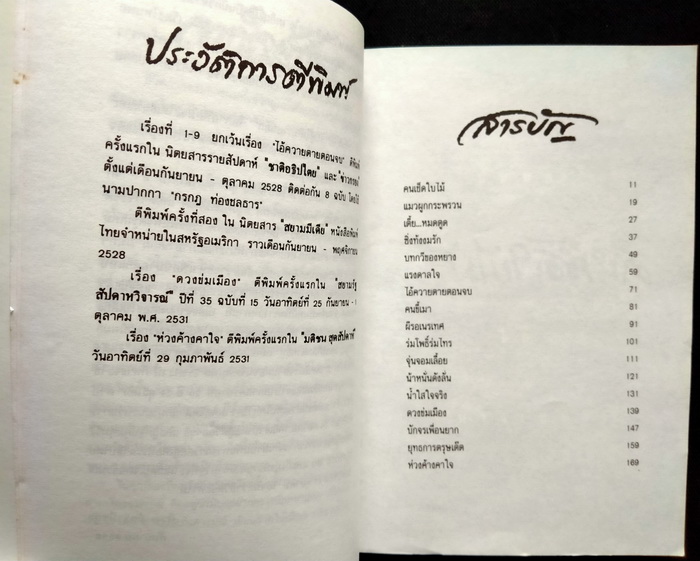 ประวัติการตีพิมพ์
เรื่องที่ 1-9 ยกเว้นเรื่อง "ไอ้ควายตายตอนจบ" ตีพิมพ์
ครั้งแรกใน นิตยสารรายสัปดาห์ "ชาติอธิปไตย" และ
ตั้งแต่เดือนกันยายน - ตุลาคม 2528 ติดต่อกัน 8 ฉบับ โดยใช้
นามปากกา "กรกฎ ท่องชลธาร"
ตีพิมพ์ครั้งที่สอง ใน นิตยสาร "สยามมีเดีย" หนังสือพิมพ์
ไทยจำหน่ายในสหรัฐอเมริกา ราวเดือนกันยายน - พฤศจิกายน
2528
เรื่อง "ดวงข่มเมือง" ตีพิมพ์ครั้งแรกใน "สยามรัฐ
สัปดาหวิจารณ์" ปีที่ 35 ฉบับที่ 15 วันอาทิตย์ที่ 25 กันยายน - 1
ตุลาคม พ.ศ. 2531
เรื่อง "ห่วงค้างคาใจ" ตีพิมพ์ครั้งแรกใน "มติชน สุดสัปดาห์"
วันอาทิตย์ที่ 29 กุมภาพันธ์ 2531
สารบัญ
คนเย็ดใบไม้ 11
แมวผูกกระพรวน 19
เตี้ย...หมดตูด 27
ซิ่งทั้งงมรัก 37
บทกวีของหยาง 49
แรงดาลใจ 59
ไอ้ควายตายตอนจบ 71
คนขี้เมา 81
ผีรอเนรเทศ 91
ร่มโพธิ์ร่มไทร 101
จุ่นจอมเลื้อย 111
น้าหนั่นดังลั่น 121
น้ำใสใจจริง 131
ดวงข่มเมือง 139
บักจรเพื่อนยาก 147
ยุทธการตรุษเด๊ด 159
ห่วงค้างคาใจ 169